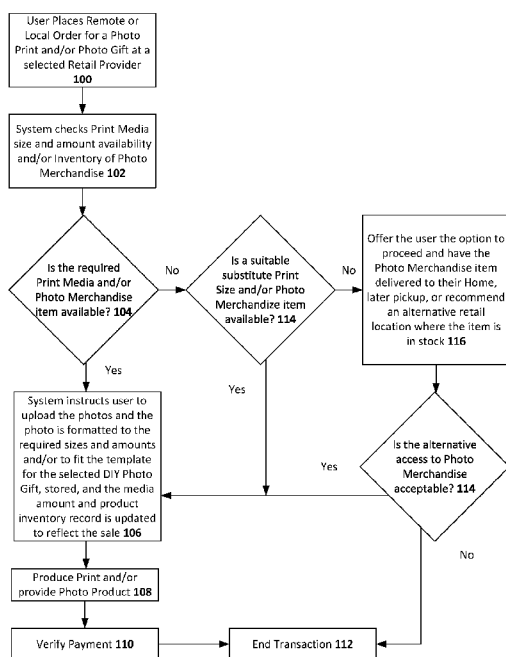 User Places Remote or
Local Order for a Photo
Print and/or Photo Gift at a
selected Retail Provider
100
System checks Print Media
size and amount availability
and/or Inventory of Photo
Merchandise 102
Is the required
Print Media and/or
Photo Merchandise
item available? 104
No
Is a suitable
substitute Print
Size and/or Photo
Merchandize item
available? 114
No
Offer the user the option to
proceed and have the
Photo Merchandise item
delivered to their Home,
later pickup, or recommend
an alternative retail
location where the item is
in stock 116
Yes
Yes
System instructs user to
upload the photos and the
photo is formatted to the
required sizes and amounts
and/or to fit the template
for the selected DIY Photo
Gift, stored, and the media
amount and product
inventory record is updated
to reflect the sale 106
Yes
Is the alternative
access to Photo
Merchandise
acceptable? 114
No
Produce Print and/or
provide Photo Product 108
Verify Payment 110
End Transaction 112